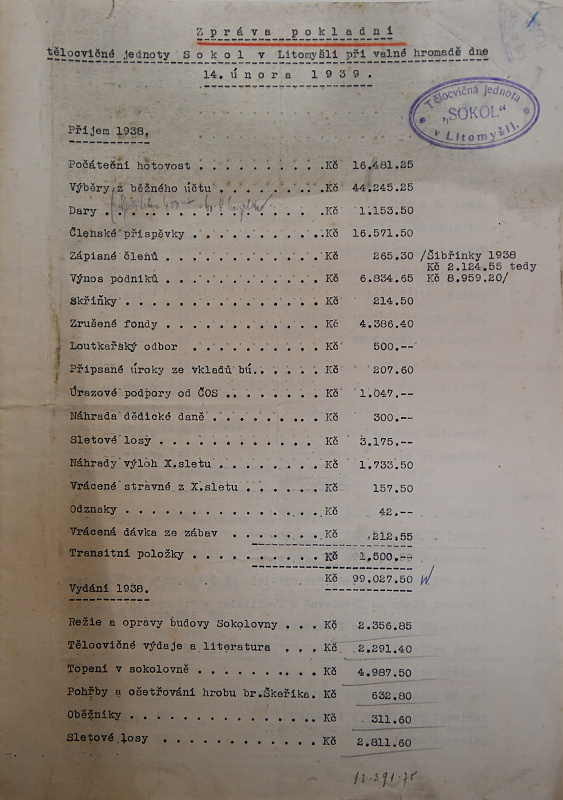 Zpráva pokladní
tělocvičné jednoty Sokol v Litomyšli při valné hromadě dne
14. února 1939.
Tělocvičná jednota
„SOKOL"
v Litomyšli.
Příjem 1938.
Počáteční hotovost . . . . . . . . . .Kč 16.481.25
Výběry z běžného účtu . . . . . . . .Kč 44.245.25
Dary . . . . . . . . . . . . . . . . .Kč 1.153.50
Členské příspěvky . . . . . . . . . .Kč 16.571.50
Zápisné členů . . . . . . . . . . . .Kč 265.30 /Šibřinky 1938
Kč 2.124.55 tedy
Výnos podniků . . . . . . . . . . . .Kč 6.834.65 Kč 8.959.20/
Skříňky . . . . . . . . . . . . . . .Kč 214.50
Zrušené fondy . . . . . . . . . . . .Kč 4.386.40
Loutkařský odbor . . . . . . . . . . .Kč 500.--
Připsané úroky ze vkladů bú.. . . . . .Kč 207.60
Úrazové podpory od ČOS .. . . . . . . .Kč 1.047.--
Náhrada dědické daně . . . . . . . . .Kč 300.--
Sletové losy . . . . . . . . . . . . Kč 3.175.--
Náhrady výloh X.sletu . . . . . . . .Kč 1.733.50
Vrácené stravné z X.sletu . . . . . .Kč 157.50
Odznaky . . . . . . . . . . . . . . .Kč 42.--
Vrácená dávka ze zábav . . . . . . .Kč 212.55
Transitní položky . . . . . . . . . . Kč 1,500.--
Kč 99.027.50
Vydání 1938.
Režie a opravy budovy Sokolovny . . . Kč 2.356.85
Tělocvičné výdaje a literatura . . . Kč 2.291.40
Topení v sokolovně . . . . . . . . . .Kč 4.987.50
Pohřby a ošetřování hrobu br.Škeříka. Kč 632.80
Oběžníky . . . . . . . . . . . . . . .Kč 311.60
Sletové losy . . . . . . . . . . . . Kč 2.811.60
13.391.75